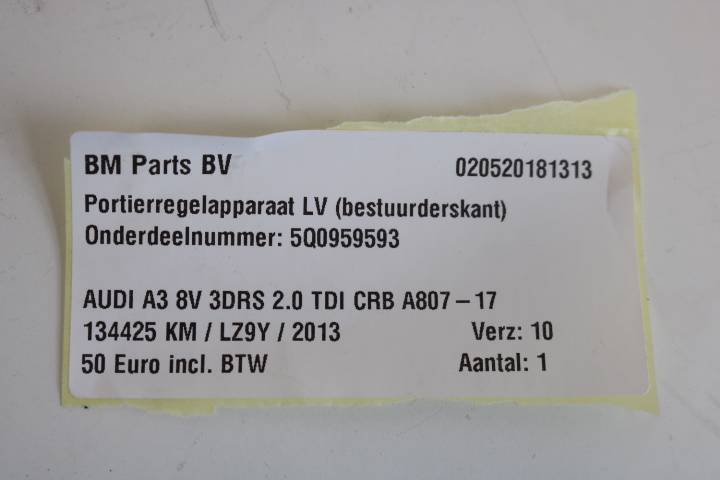 BM Parts BV 020520181313
Portierregelapparaat LV (bestuurderskant)
Onderdeelnummer: 5Q0959593
AUDI A3 8V 3DRS 2.0 TDI CRB A807-17
134425 KM / LZ9Y / 2013 Verz: 10
50 Euro incl. BTW Aantal: 1